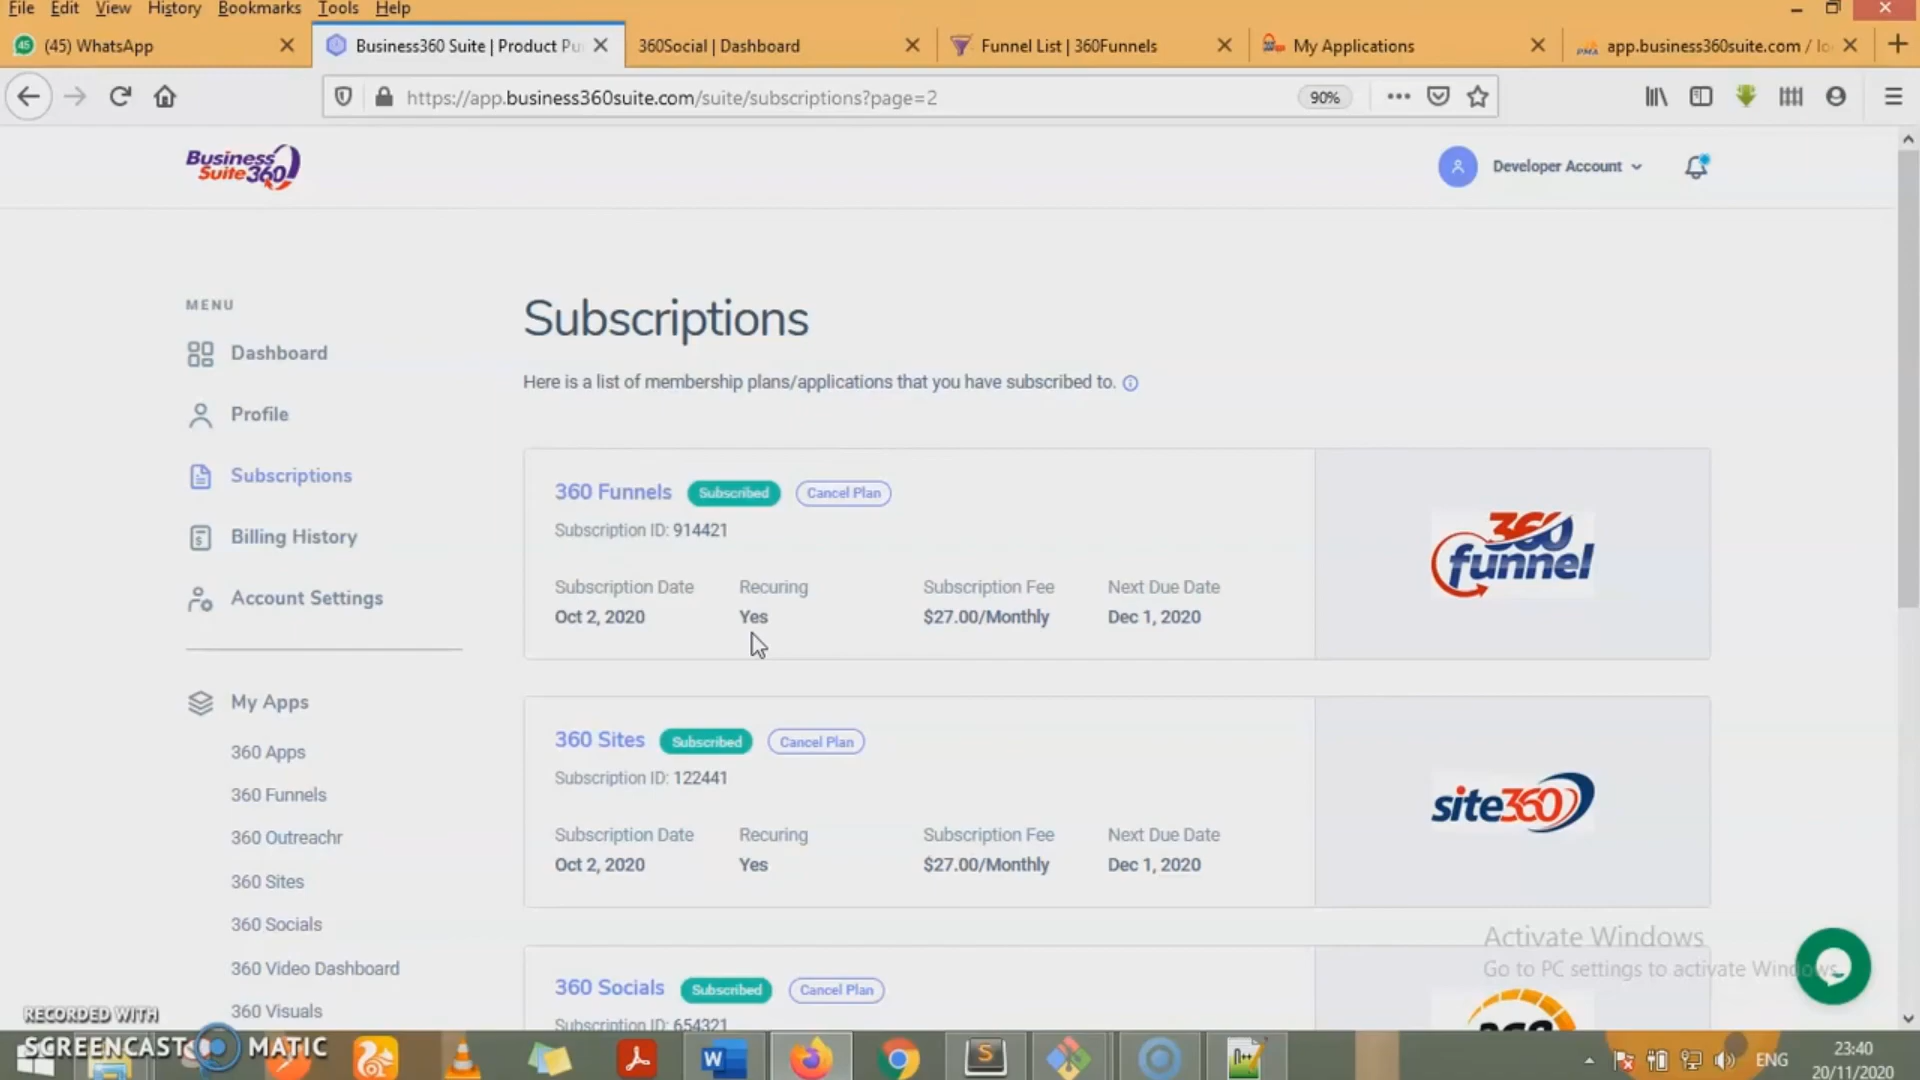 File Edit View History Bookmarks Tools Help
(45) WhatsApp
Business360 Suite | Product Pu
360Social | Dashboard
Funnel List | 360Funnels
My Applications
app.business360suite.com / lo
https://app.business360suite.com/suite/subscriptions?page=2
90%
Business
Suite360
Developer Account
MENU
Dashboard
Profile
Subscriptions
Billing History
Account Settings
My Apps
360 Apps
360 Funnels
360 Outreachr
360 Sites
360 Socials
360 Video Dashboard
360 Visuals
Subscriptions
Here is a list of membership plans/applications that you have subscribed to.
360 Funnels Subscribed Cancel Plan
Subscription ID: 914421
Subscription Date Recuring Subscription Fee Next Due Date
Oct 2, 2020 Yes $27.00/Monthly Dec 1, 2020
360
funnel
360 Sites Subscribed Cancel Plan
Subscription ID: 122441
Subscription Date Recuring Subscription Fee Next Due Date
Oct 2, 2020 Yes $27.00/Monthly Dec 1, 2020
site360
360 Socials Subscribed Cancel Plan
Subscription ID: 654321
360
Activate Windows
Go to PC settings to activate Windows.
RECORDED WITH
SCREENCAST MATIC
ENG
23:40
20/11/2020